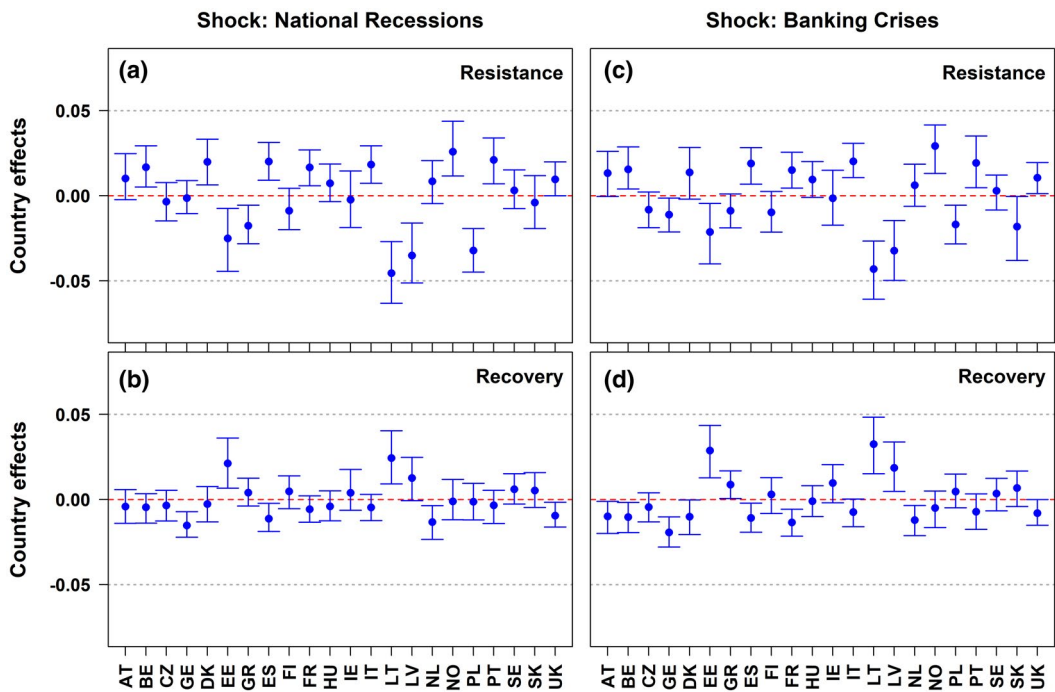 Shock: National Recessions
Shock: Banking Crises
(a)
Resistance
(c)
Resistance
Country effects
0.05
0.00
-0.05
(b)
Recovery
(d)
Recovery
Country effects
0.05
0.00
-0.05
AT BE CZ GE DK EE GR ES FI FR HU IE IT LT LV NL NO PL PT SE SK UK
AT BE CZ GE DK EE GR ES FI FR HU IE IT LT LV NL NO PL PT SE SK UK